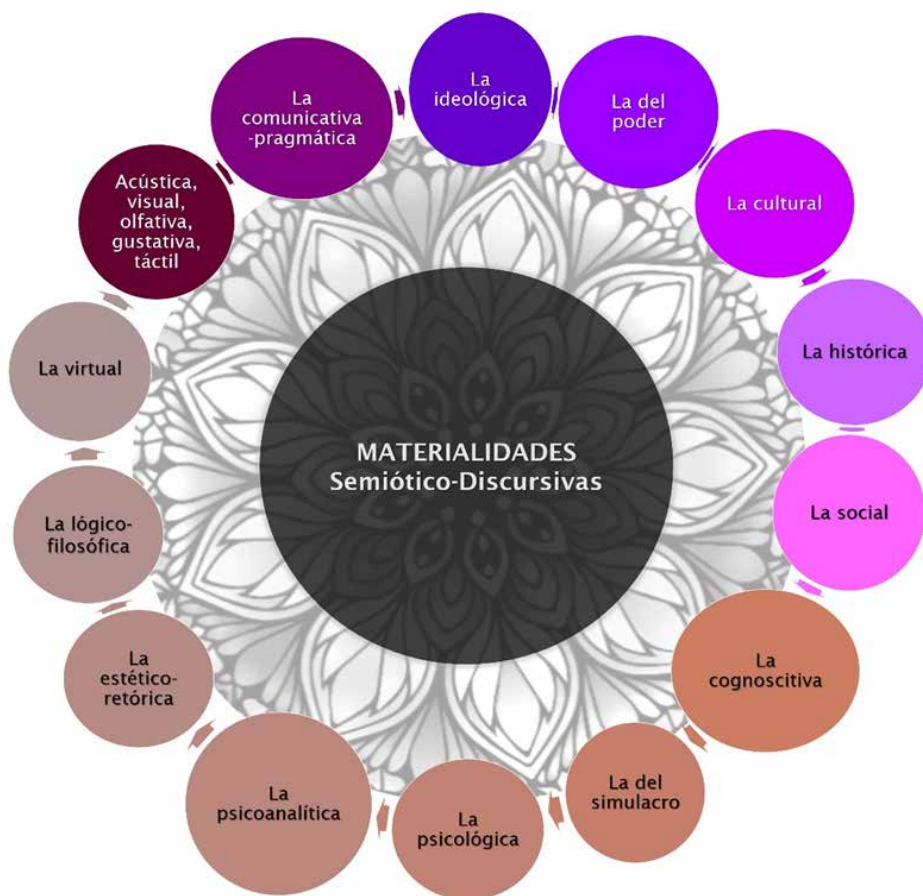 La
ideológica
La del
poder
La cultural
La histórica
La social
La
cognoscitiva
La del
simulacro
La
psicológica
La
psicoanalítica
La
estético-
retórica
La lógico-
filosófica
La virtual
Acústica,
visual,
olfativa,
gustativa,
táctil
La
comunicativa
-pragmática
MATERIALIDADES
Semiótico-Discursivas